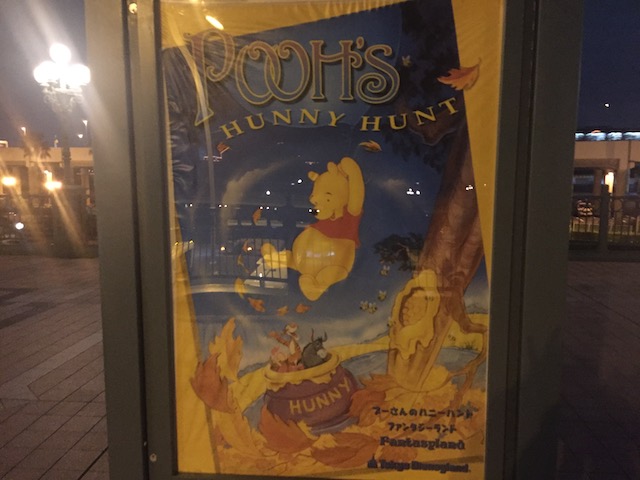 POOH'S
HUNNY HUNT
HUNNY
プーさんのハニーハント
ファンタジーランド
Fantasyland
Tokyo Disneyland